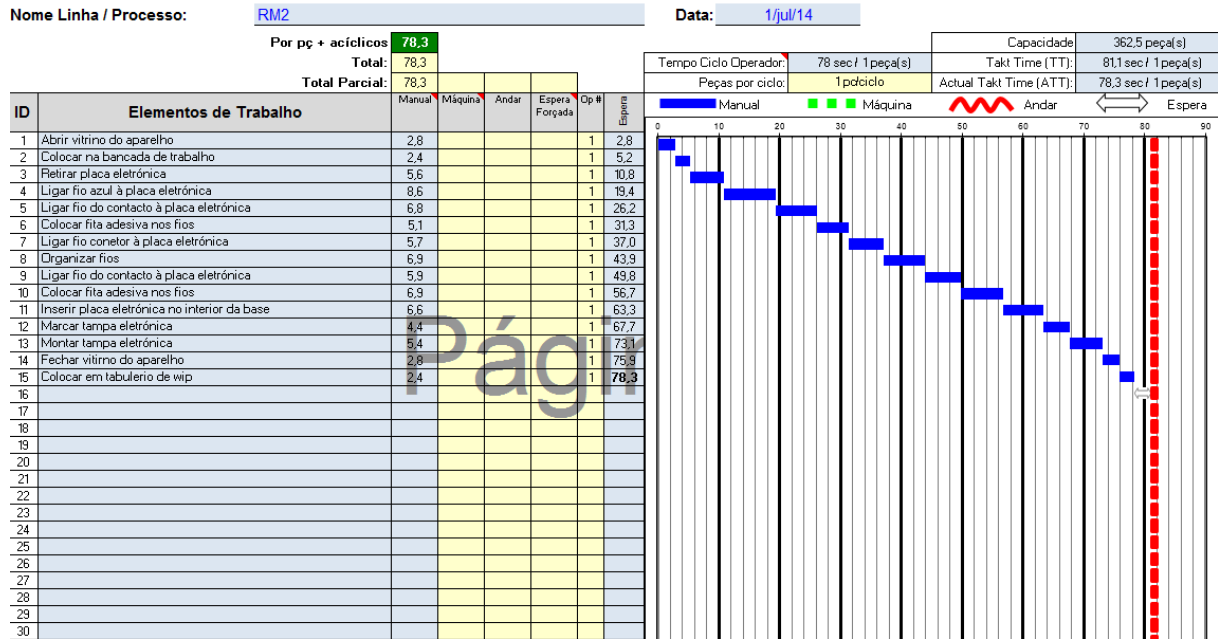 Nome Linha / Processo: RM2 Data: 1/jul/14
Por pç + acíclicos 78,3 Capacidade 362,5 peça(s)
Total: 78,3 Tempo Ciclo Operador: 78 sec / 1 peça(s) Takt Time (TT): 81,1 sec / 1 peça(s)
Total Parcial: 78,3 Peças por ciclo: 1 pc/ciclo Actual Takt Time (ATT): 78,3 sec / 1 peça(s)
ID Elementos de Trabalho Manual Máquina Andar Espera Forçada Op # Espera Manual Máquina Andar Espera
0 10 20 30 40 50 60 70 80 90
1 Abrir vitrino do aparelho 2,8 1 2,8
2 Colocar na bancada de trabalho 2,4 1 5,2
3 Retirar placa eletrónica 5,6 1 10,8
4 Ligar fio azul à placa eletrónica 8,6 1 19,4
5 Ligar fio do contacto à placa eletrónica 6,8 1 26,2
6 Colocar fita adesiva nos fios 5,1 1 31,3
7 Ligar fio conetor à placa eletrónica 5,7 1 37,0
8 Organizar fios 6,9 1 43,9
9 Ligar fio do contacto à placa eletrónica 5,9 1 49,8
10 Colocar fita adesiva nos fios 6,9 1 56,7
11 Inserir placa eletrónica no interior da base 6,6 1 63,3
12 Marcar tampa eletrónica 4,4 1 67,7
13 Montar tampa eletrónica 5,4 1 73,1
14 Fechar vitirno do aparelho 2,8 1 75,9
15 Colocar em tabulerio de wip 2,4 1 78,3
16
17
18
19
20
21
22
23
24
25
26
27
28
29
30